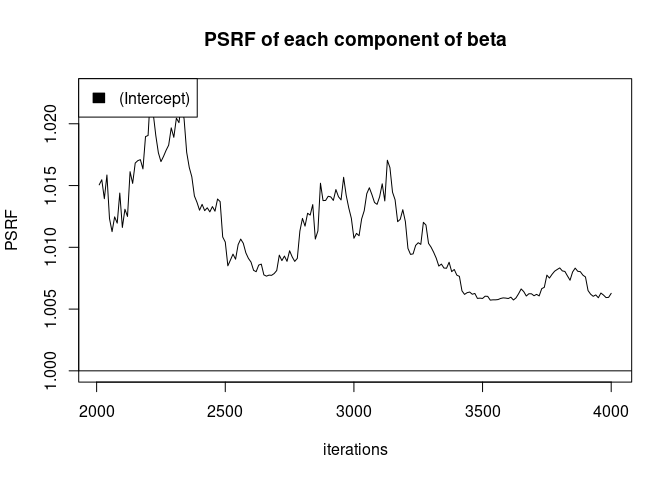 PSRF of each component of beta
(Intercept)
1.020
1.015
1.010
1.005
1.000
PSRF
2000 2500 3000 3500 4000
iterations